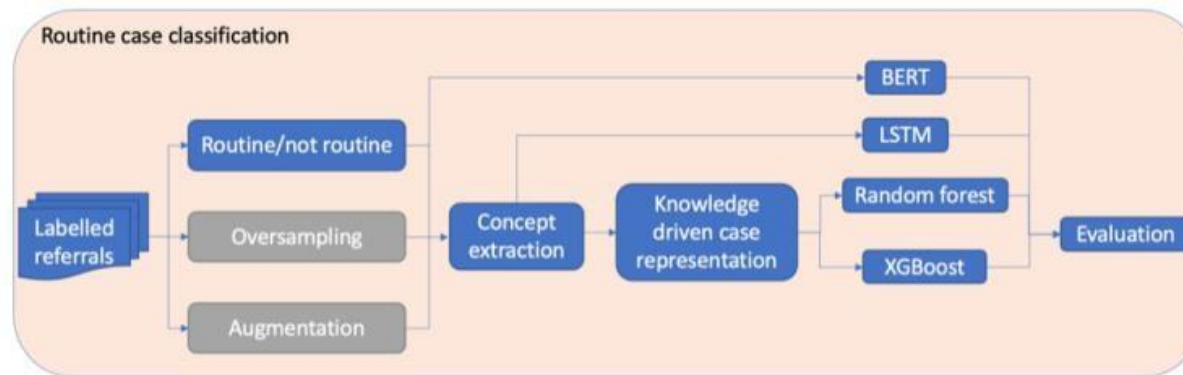 Routine case classification
BERT
Routine/not routine
LSTM
Labelled
referrals
Oversampling
Concept
extraction
Knowledge
driven case
representation
Random forest
XGBoost
Evaluation
Augmentation